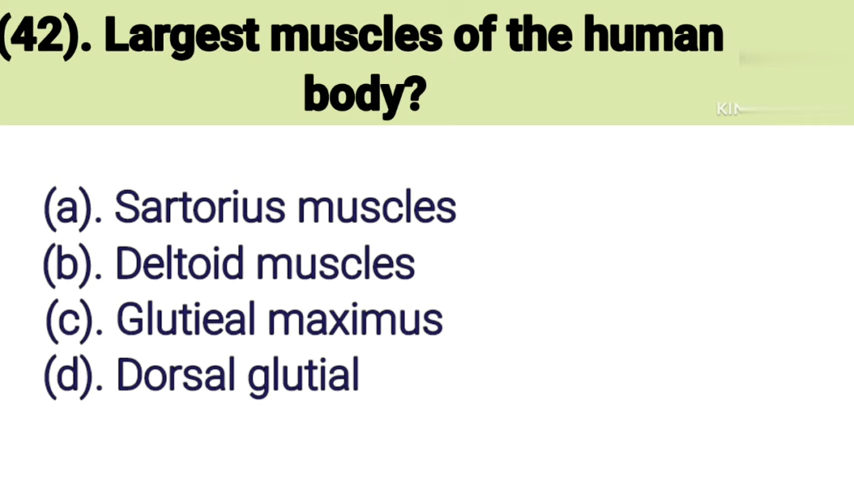 (42). Largest muscles of the human
body?
(a). Sartorius muscles
(b). Deltoid muscles
(c). Glutieal maximus
(d). Dorsal glutial